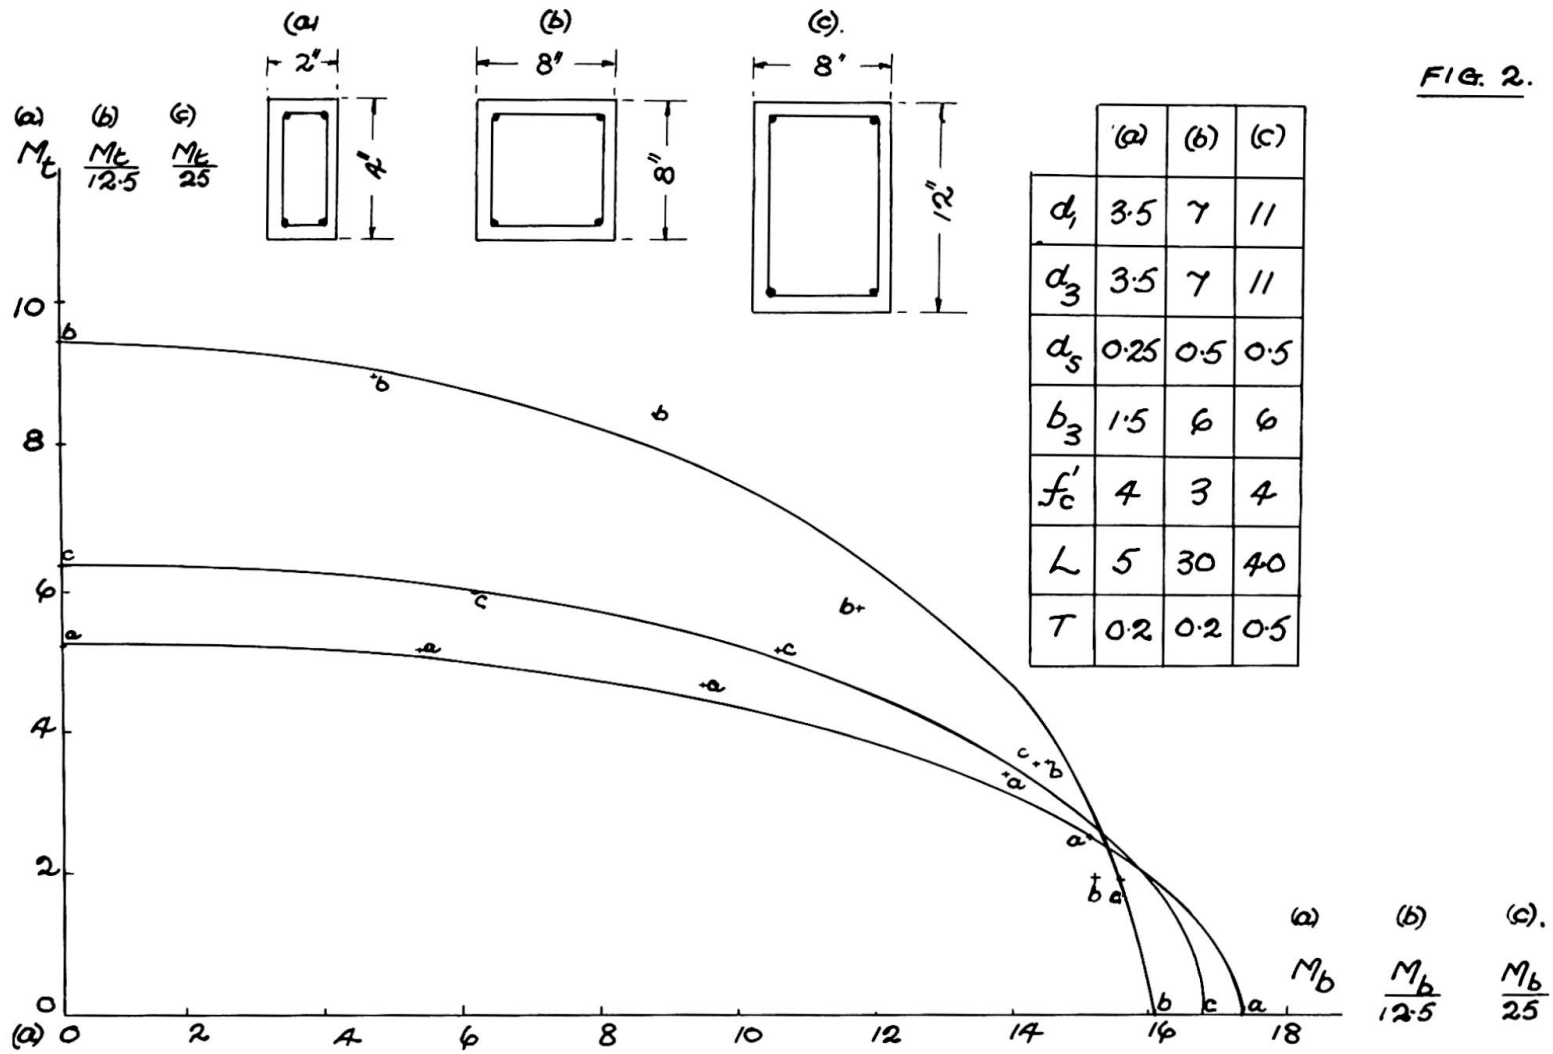 (a) (b) (c).
2" 8" 8"
FIG. 2.
(a) (b) (c)
Mt Mt/12.5 Mt/25
4" 8" 12"
(a) (b) (c)
d1 3.5 7 11
d3 3.5 7 11
ds 0.25 0.5 0.5
b3 1.5 6 6
fc' 4 3 4
L 5 30 40
T 0.2 0.2 0.5
10
b
b
b
8
c
6
c
b
a
a
c
a
4
c b
a
a
2
b
(a) (b) (c).
Mb Mb/12.5 Mb/25
0
b c a
(a) 0 2 4 6 8 10 12 14 16 18